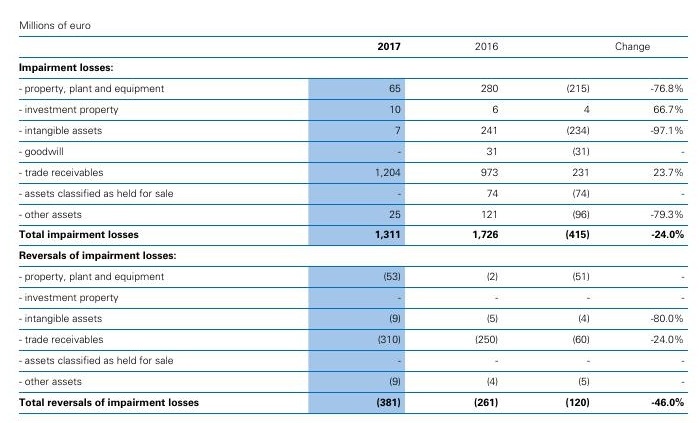 Millions of euro
2017 2016 Change
Impairment losses:
- property, plant and equipment 65 280 (215) -76.8%
- investment property 10 6 4 66.7%
- intangible assets 7 241 (234) -97.1%
- goodwill - 31 (31) -
- trade receivables 1,204 973 231 23.7%
- assets classified as held for sale - 74 (74) -
- other assets 25 121 (96) -79.3%
Total impairment losses 1,311 1,726 (415) -24.0%
Reversals of impairment losses:
- property, plant and equipment (53) (2) (51) -
- investment property - - - -
- intangible assets (9) (5) (4) -80.0%
- trade receivables (310) (250) (60) -24.0%
- assets classified as held for sale - - - -
- other assets (9) (4) (5) -
Total reversals of impairment losses (381) (261) (120) -46.0%